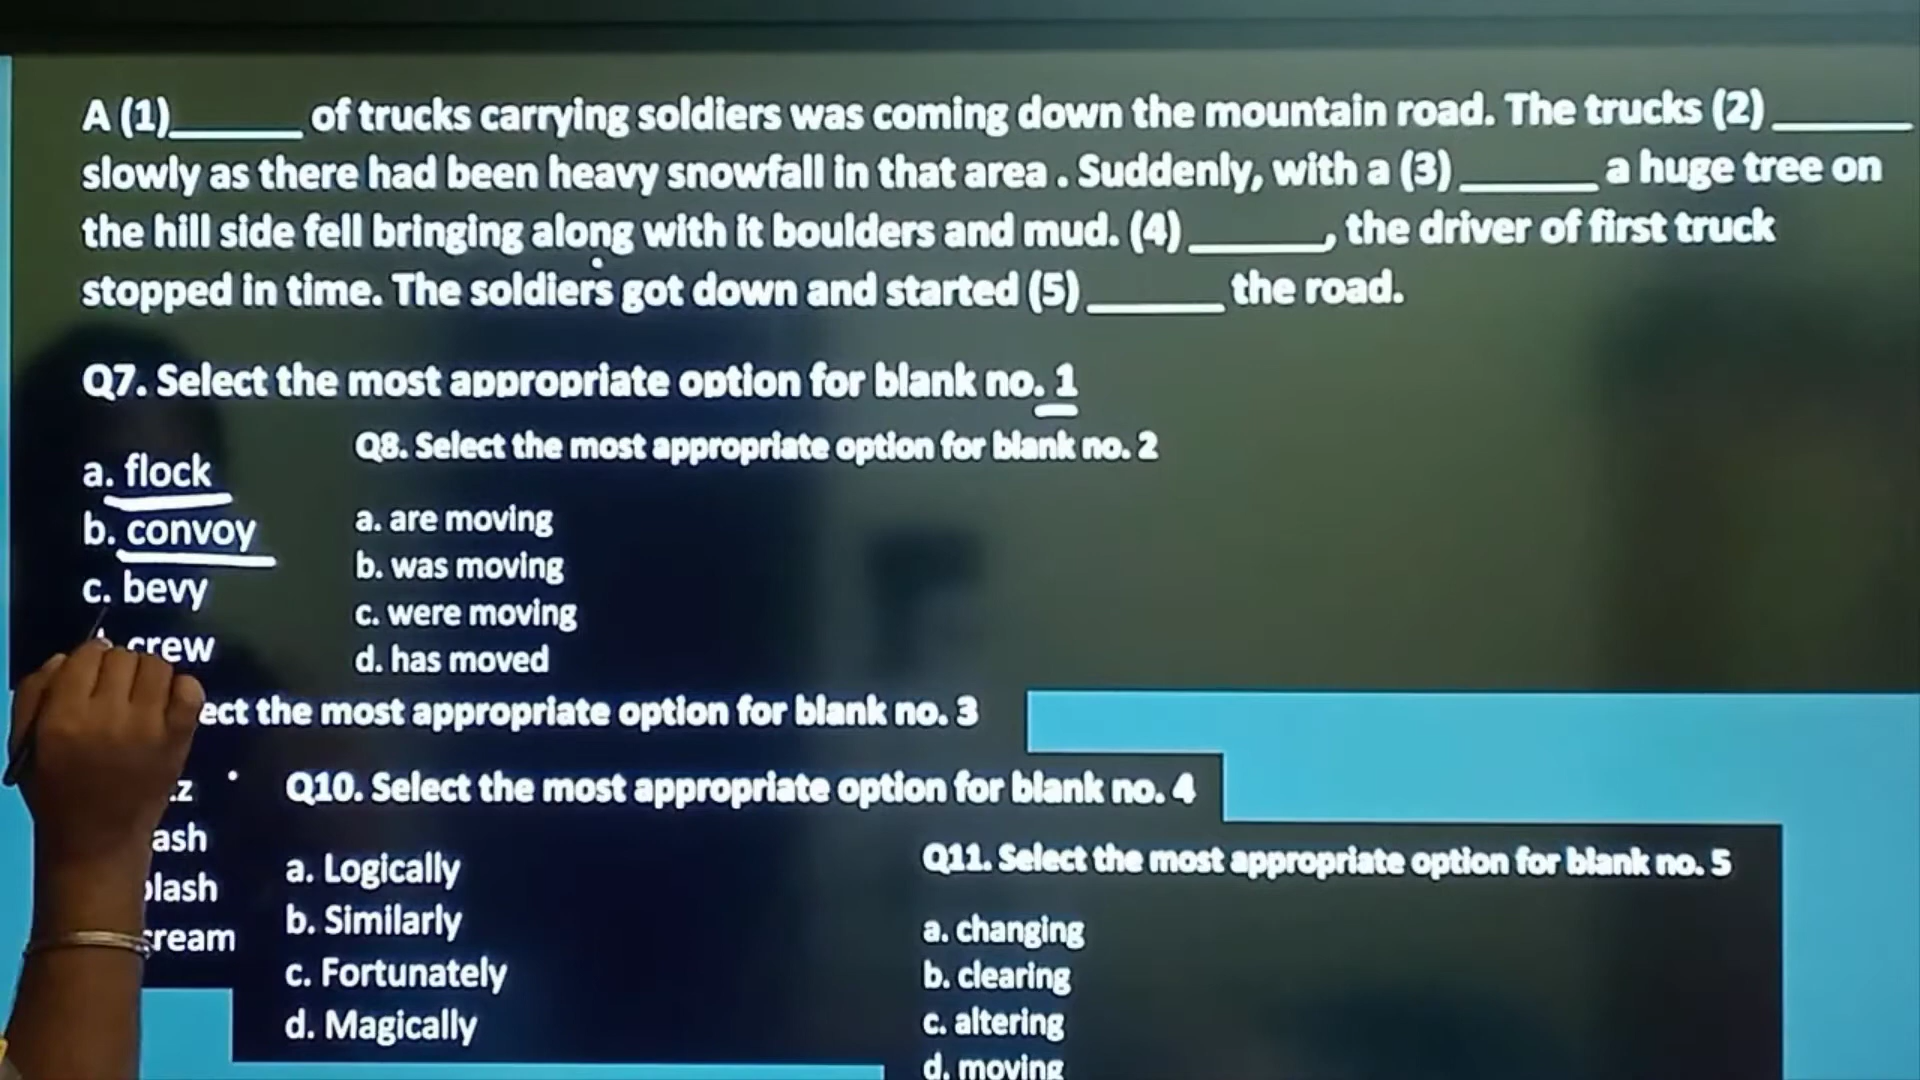 A (1)______ of trucks carrying soldiers was coming down the mountain road. The trucks (2) ______
slowly as there had been heavy snowfall in that area . Suddenly, with a (3) ______ a huge tree on
the hill side fell bringing along with it boulders and mud. (4) ______, the driver of first truck
stopped in time. The soldiers got down and started (5) ______ the road.
Q7. Select the most appropriate option for blank no. 1
a. flock
b. convoy
c. bevy
crew
Q8. Select the most appropriate option for blank no. 2
a. are moving
b. was moving
c. were moving
d. has moved
ect the most appropriate option for blank no. 3
ash
lash
ream
Q10. Select the most appropriate option for blank no. 4
a. Logically
b. Similarly
c. Fortunately
d. Magically
Q11. Select the most appropriate option for blank no. 5
a. changing
b. clearing
c. altering
d. moving